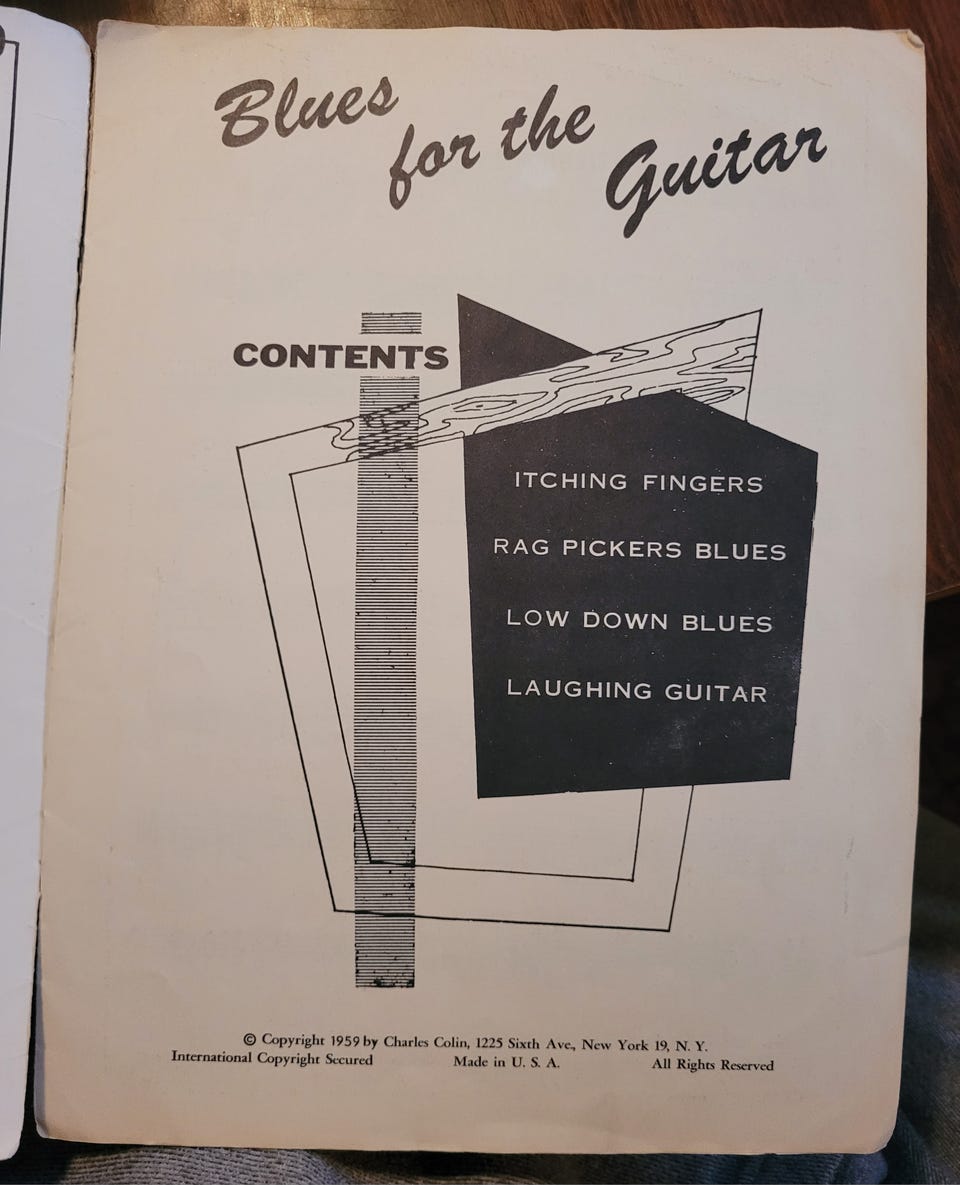 Blues
for the
Guitar
CONTENTS
ITCHING FINGERS
RAG PICKERS BLUES
LOW DOWN BLUES
LAUGHING GUITAR
© Copyright 1959 by Charles Colin, 1225 Sixth Ave., New York 19, N. Y.
International Copyright Secured Made in U. S. A. All Rights Reserved